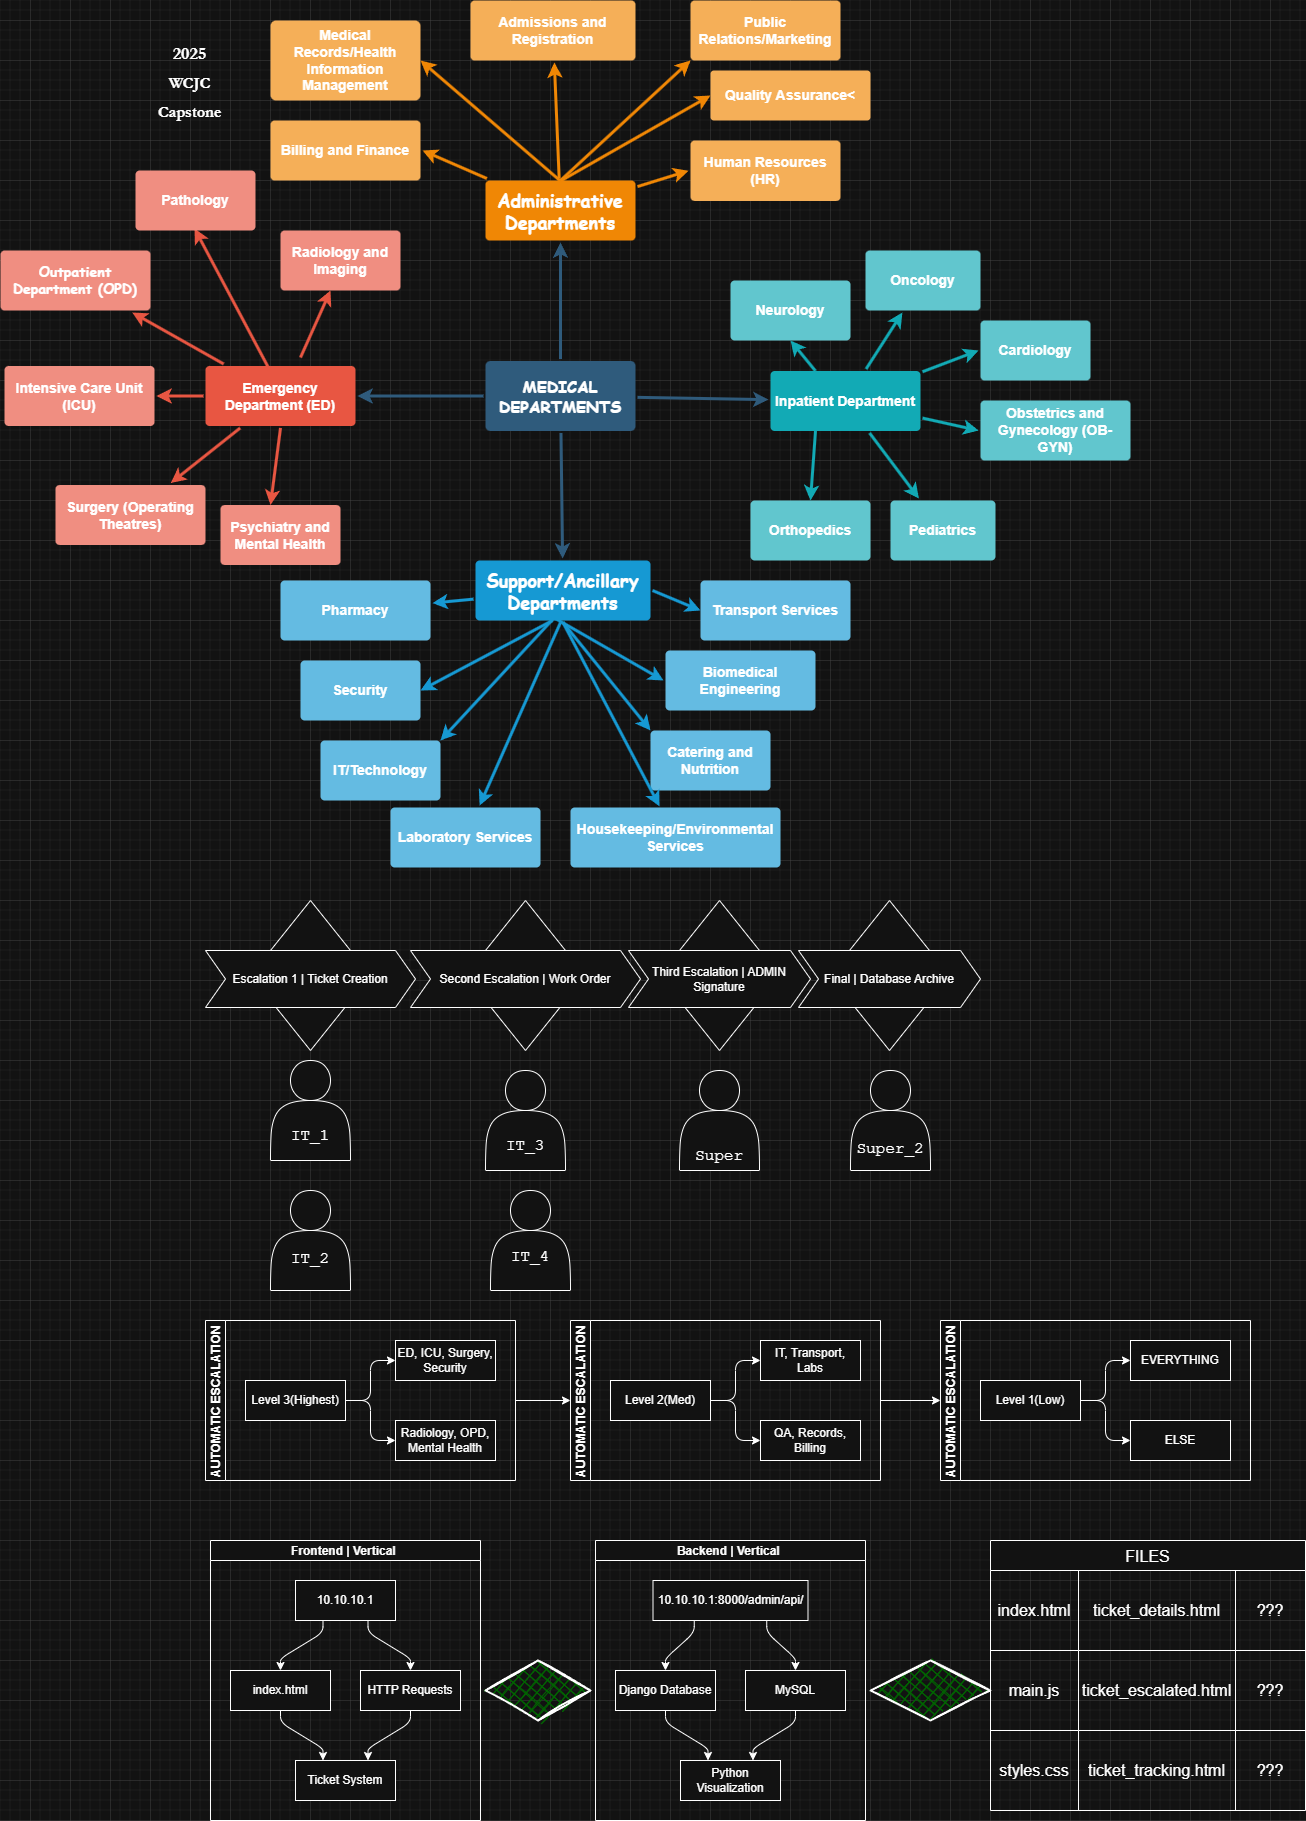 2025
WCJC
Capstone
Medical
Records/Health
Information
Management
Admissions and
Registration
Public
Relations/Marketing
Quality Assurance<
Billing and Finance
Human Resources
(HR)
Administrative
Departments
Pathology
Radiology and
Imaging
Outpatient
Department (OPD)
Intensive Care Unit
(ICU)
Emergency
Department (ED)
Surgery (Operating
Theatres)
Psychiatry and
Mental Health
MEDICAL
DEPARTMENTS
Neurology
Oncology
Cardiology
Inpatient Department
Obstetrics and
Gynecology (OB-
GYN)
Orthopedics
Pediatrics
Support/Ancillary
Departments
Pharmacy
Transport Services
Security
Biomedical
Engineering
IT/Technology
Catering and
Nutrition
Laboratory Services
Housekeeping/Environmental
Services
Escalation 1 | Ticket Creation
Second Escalation | Work Order
Third Escalation | ADMIN
Signature
Final | Database Archive
IT_1
IT_3
Super
Super_2
IT_2
IT_4
AUTOMATIC ESCALATION
Level 3(Highest)
ED, ICU, Surgery,
Security
Radiology, OPD,
Mental Health
AUTOMATIC ESCALATION
Level 2(Med)
IT, Transport,
Labs
QA, Records,
Billing
AUTOMATIC ESCALATION
Level 1(Low)
EVERYTHING
ELSE
Frontend | Vertical
10.10.10.1
index.html
HTTP Requests
Ticket System
Backend | Vertical
10.10.10.1:8000/admin/api/
Django Database
MySQL
Python
Visualization
FILES
index.html
ticket_details.html
???
main.js
ticket_escalated.html
???
styles.css
ticket_tracking.html
???